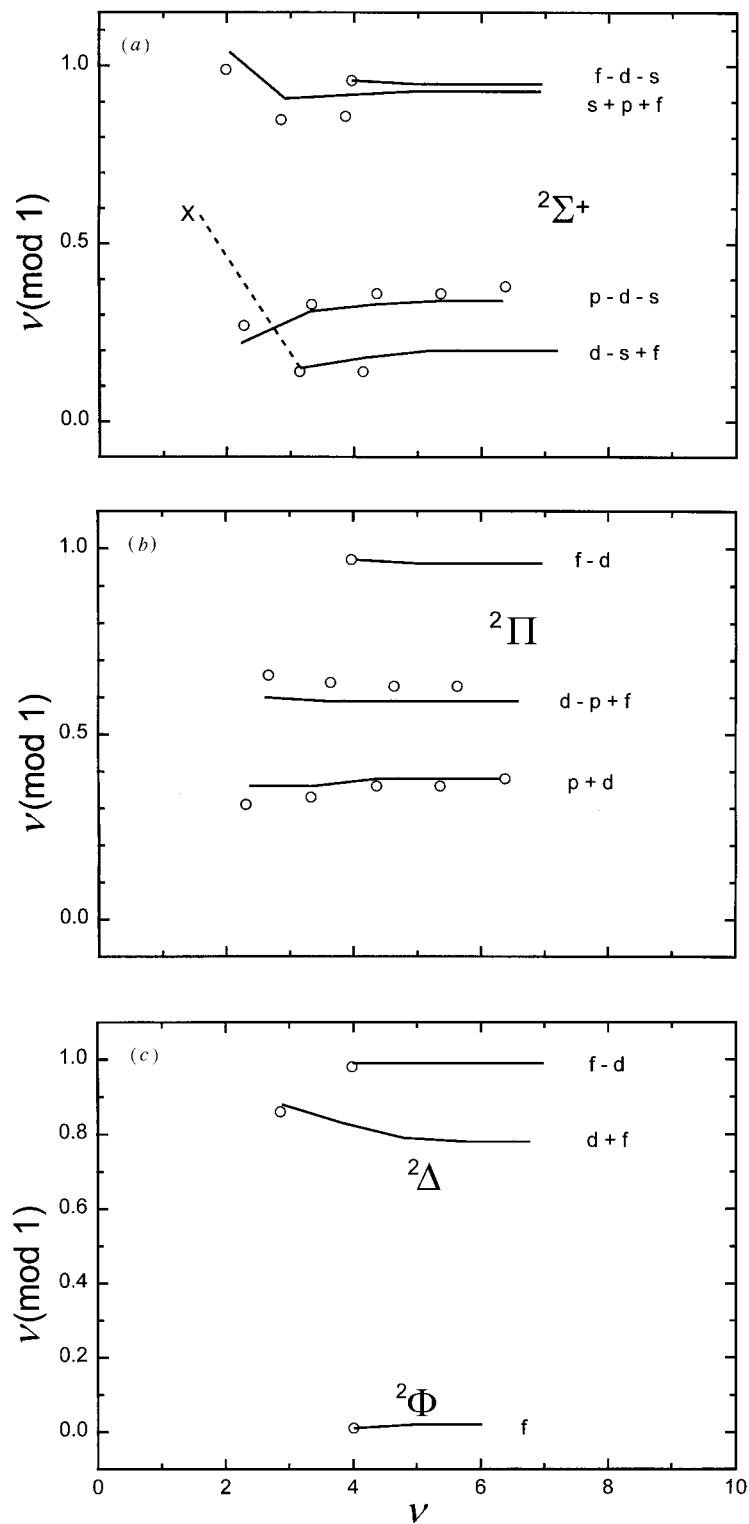 (a)
1.0
f - d - s
s + p + f
²Σ⁺
ν(mod 1)
X
0.5
p - d - s
d - s + f
0.0
(b)
1.0
f - d
²Π
ν(mod 1)
d - p + f
0.5
p + d
0.0
(c)
1.0
f - d
0.8
d + f
²Δ
0.6
ν(mod 1)
0.4
0.2
²Φ
0.0
f
0 2 4 6 8 10
ν